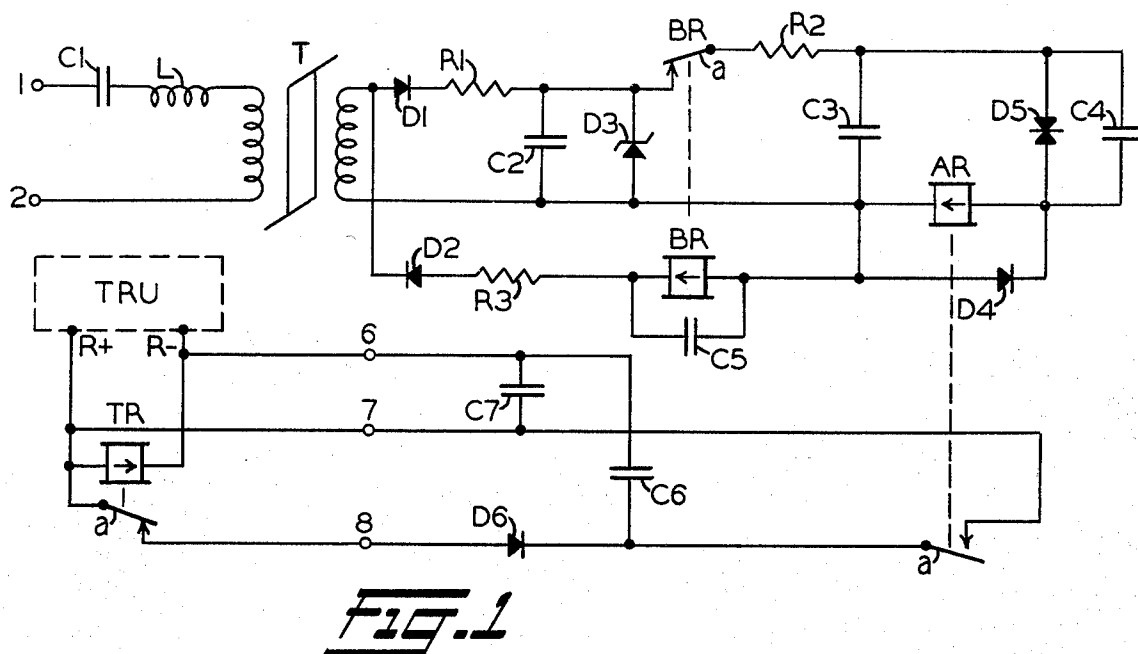 C1 L T D1 R1 BR a R2
1
C2 D3 C3 D5 C4
2
AR
D2 R3 BR C5 D4
TRU
R+ R-
6
C7
7
TR
C6
a
8
D6
a
Fig. 1